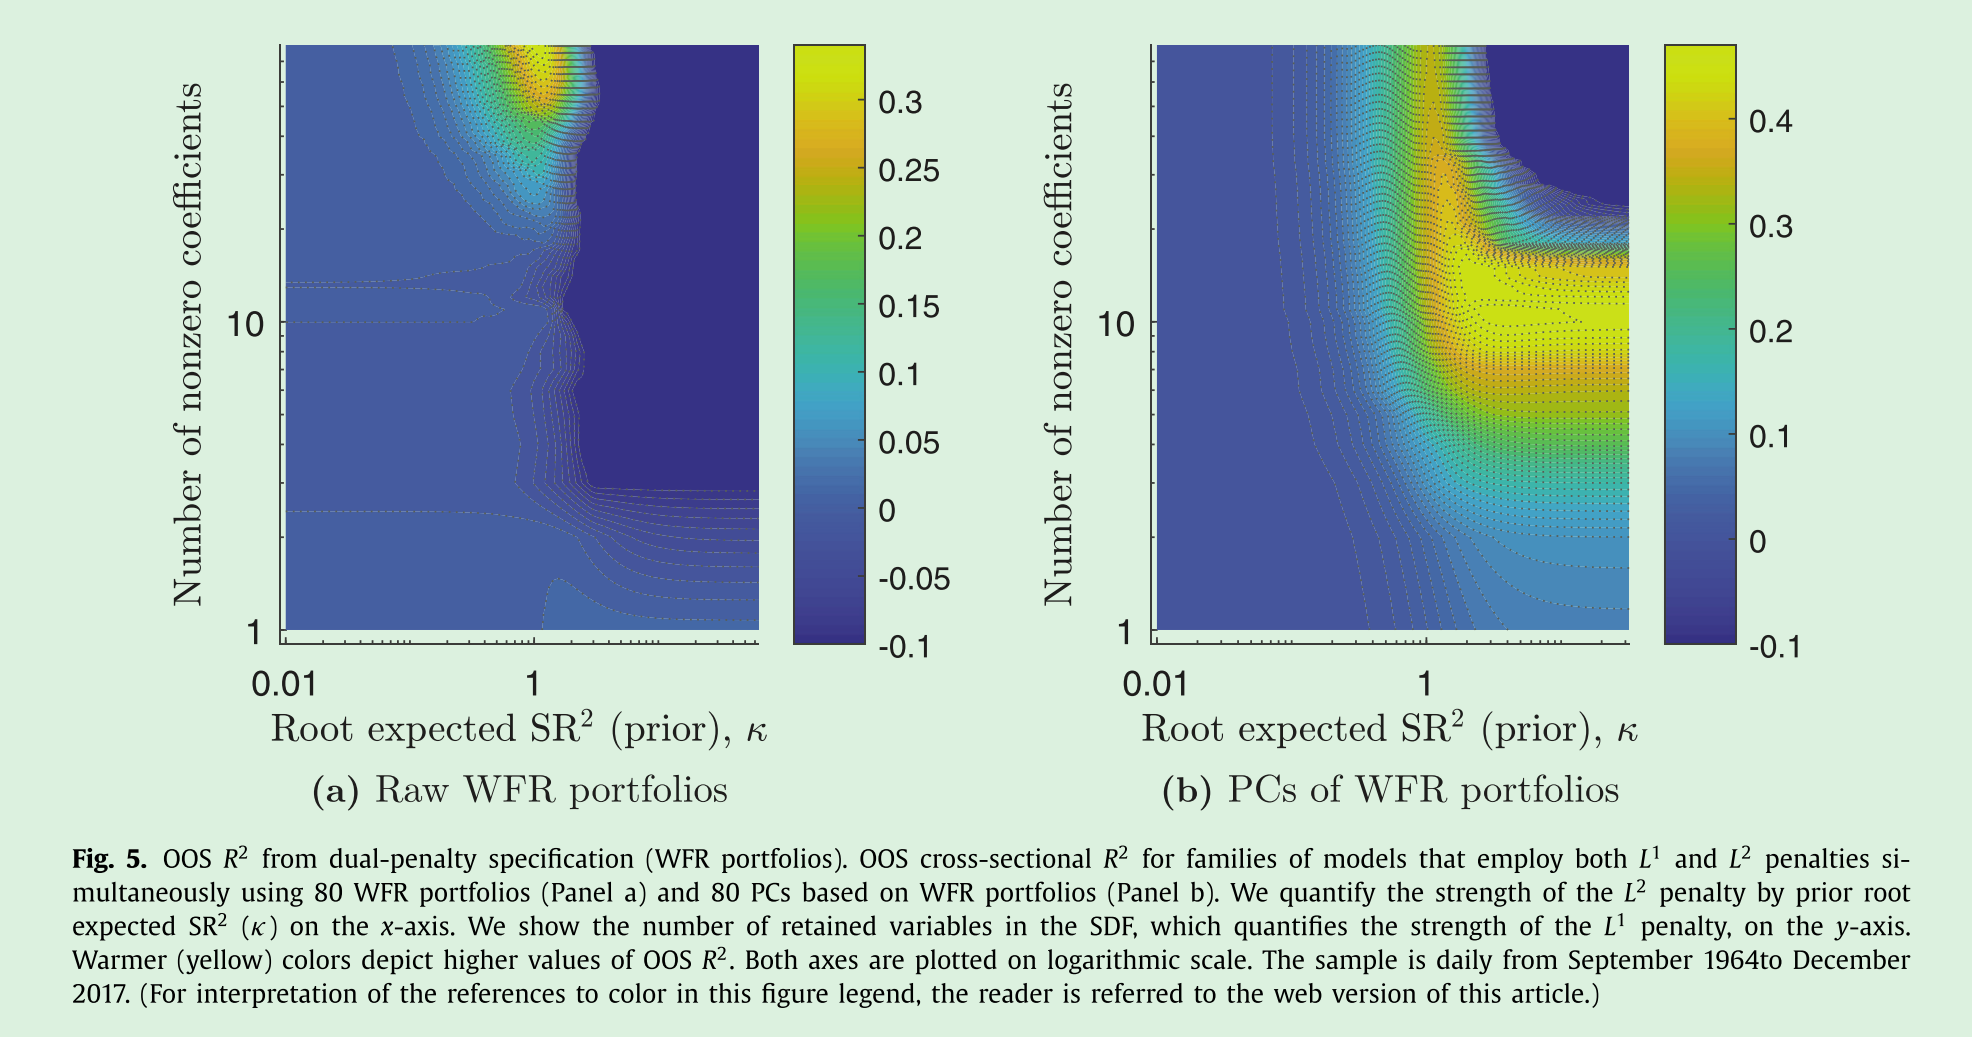 Number of nonzero coefficients
10
1
0.01
1
Root expected SR² (prior), κ
0.3
0.25
0.2
0.15
0.1
0.05
0
-0.05
-0.1
(a) Raw WFR portfolios
Number of nonzero coefficients
10
1
0.01
1
Root expected SR² (prior), κ
0.4
0.3
0.2
0.1
0
-0.1
(b) PCs of WFR portfolios
Fig. 5. OOS R² from dual-penalty specification (WFR portfolios). OOS cross-sectional R² for families of models that employ both L¹ and L² penalties si-
multaneously using 80 WFR portfolios (Panel a) and 80 PCs based on WFR portfolios (Panel b). We quantify the strength of the L² penalty by prior root
expected SR² (κ) on the x-axis. We show the number of retained variables in the SDF, which quantifies the strength of the L¹ penalty, on the y-axis.
Warmer (yellow) colors depict higher values of OOS R². Both axes are plotted on logarithmic scale. The sample is daily from September 1964to December
2017. (For interpretation of the references to color in this figure legend, the reader is referred to the web version of this article.)